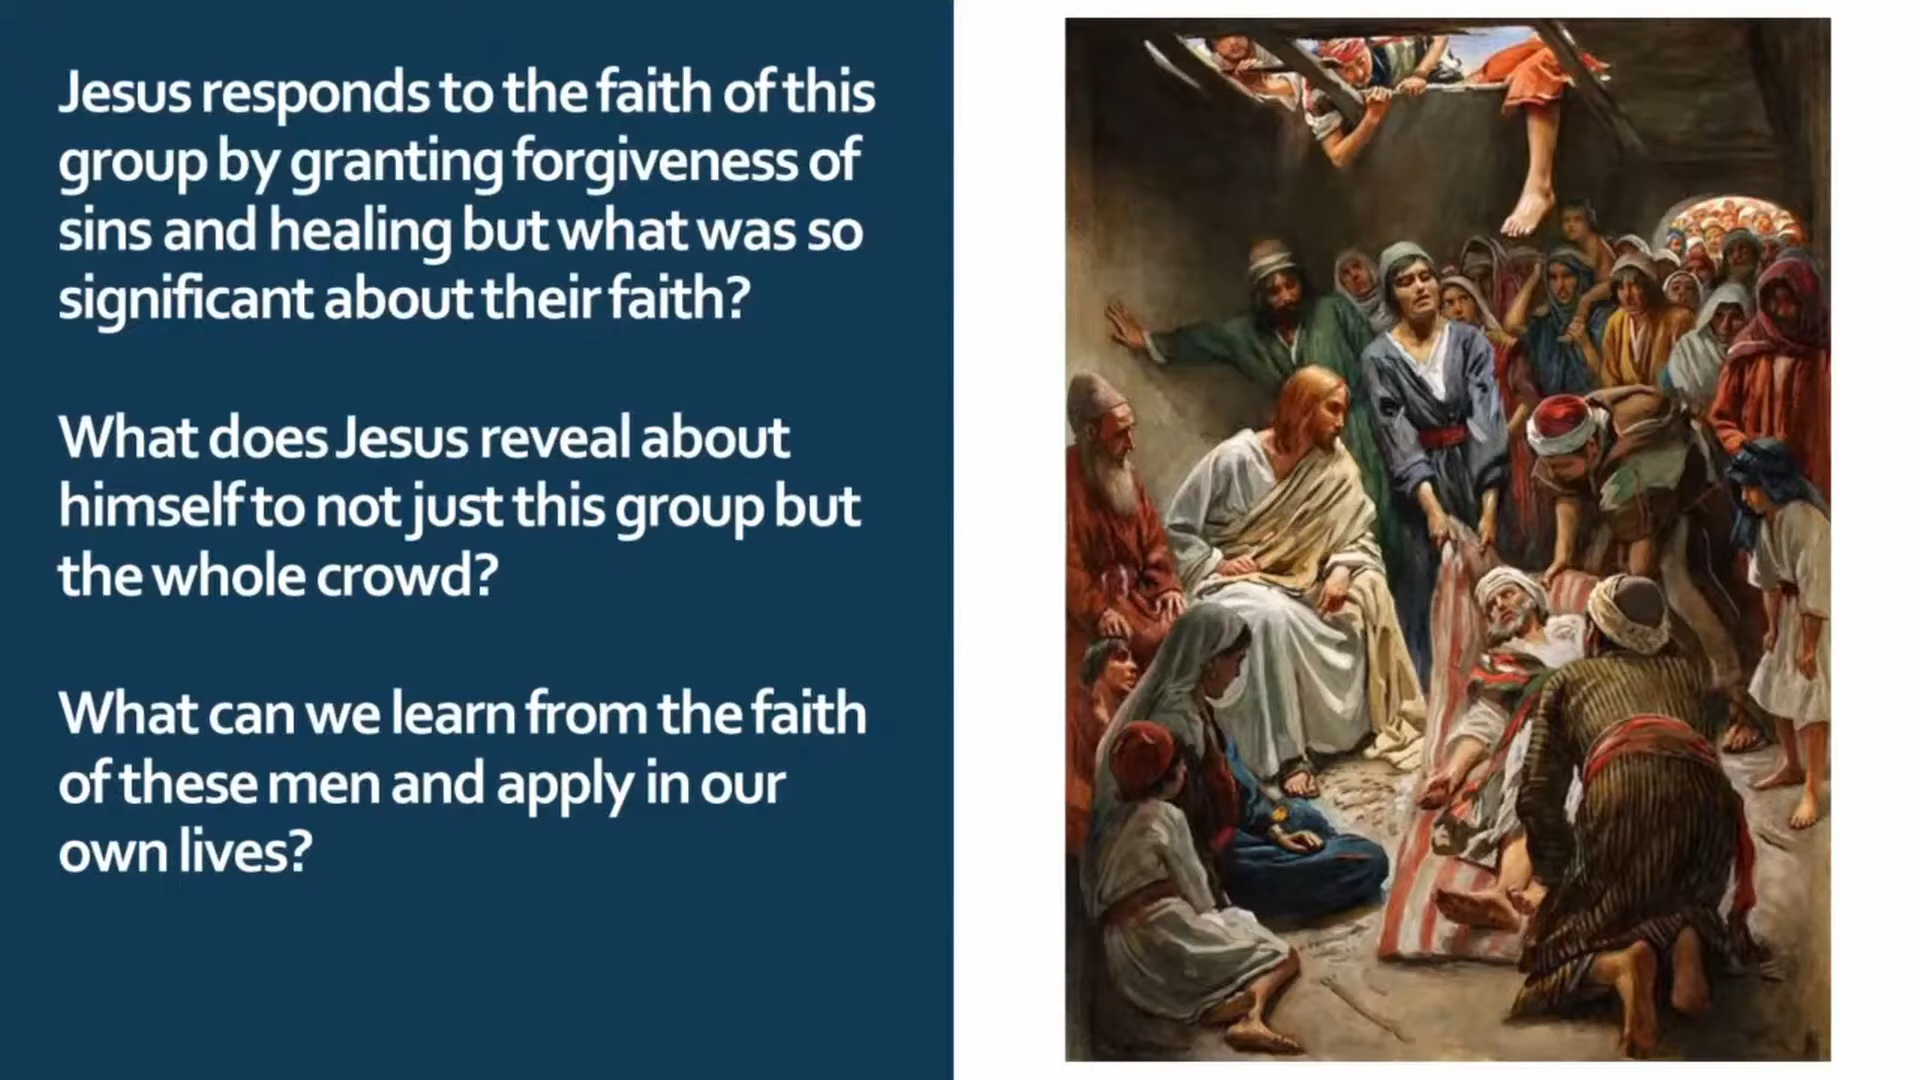 Jesus responds to the faith of this
group by granting forgiveness of
sins and healing but what was so
significant about their faith?
What does Jesus reveal about
himself to not just this group but
the whole crowd?
What can we learn from the faith
of these men and apply in our
own lives?